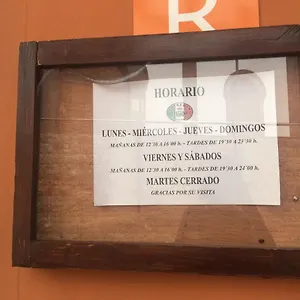 R
HORARIO
LUNES - MIÉRCOLES - JUEVES - DOMINGOS
MAÑANAS DE 12'30 A 16'00 h. - TARDES DE 19'30 A 23'30 h.
VIERNES Y SÁBADOS
MAÑANAS DE 12'30 A 16'00 h. - TARDES DE 19'30 A 24'00 h.
MARTES CERRADO
GRACIAS POR SU VISITA